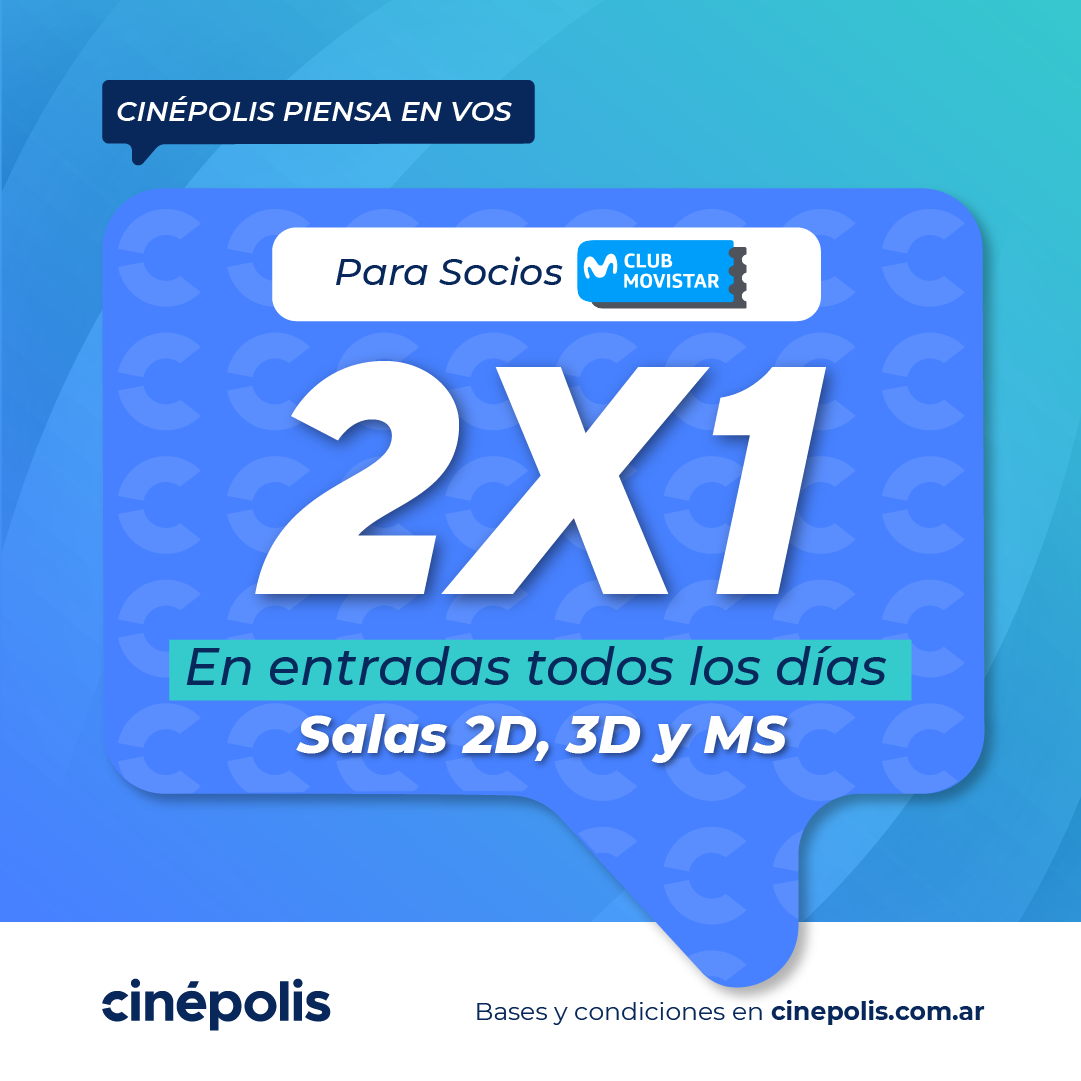 CINÉPOLIS PIENSA EN VOS
Para Socios CLUB
MOVISTAR
2X1
En entradas todos los días
Salas 2D, 3D y MS
cinépolis
Bases y condiciones en cinepolis.com.ar